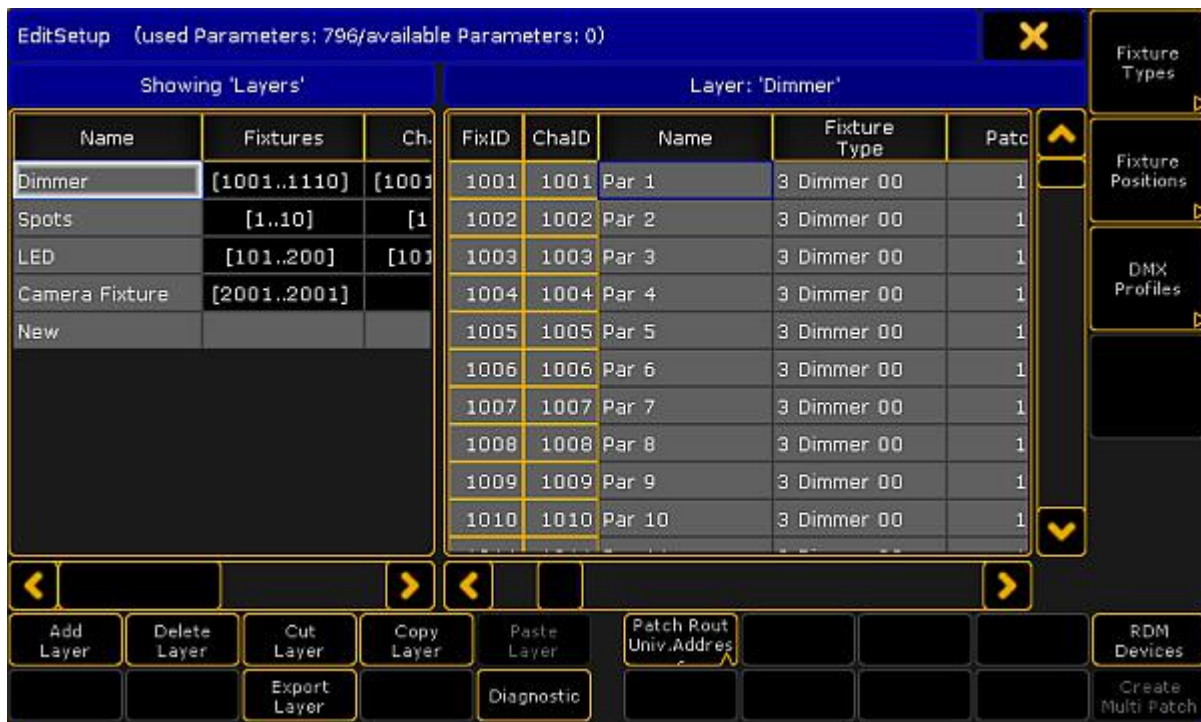 EditSetup (used Parameters: 796/available Parameters: 0)
Fixture
Types
Showing 'Layers'
Layer: 'Dimmer'
Name Fixtures Ch.
FixID ChaID Name Fixture Type Patc
Dimmer [1001..1110] [1001
Spots [1..10] [1
LED [101..200] [101
Camera Fixture [2001..2001]
New
1001 1001 Par 1 3 Dimmer 00 1
1002 1002 Par 2 3 Dimmer 00 1
1003 1003 Par 3 3 Dimmer 00 1
1004 1004 Par 4 3 Dimmer 00 1
1005 1005 Par 5 3 Dimmer 00 1
1006 1006 Par 6 3 Dimmer 00 1
1007 1007 Par 7 3 Dimmer 00 1
1008 1008 Par 8 3 Dimmer 00 1
1009 1009 Par 9 3 Dimmer 00 1
1010 1010 Par 10 3 Dimmer 00 1
Fixture
Positions
DMX
Profiles
Add
Layer
Delete
Layer
Cut
Layer
Copy
Layer
Paste
Layer
Patch Rout
Univ.Addres
RDM
Devices
Export
Layer
Diagnostic
Create
Multi Patch